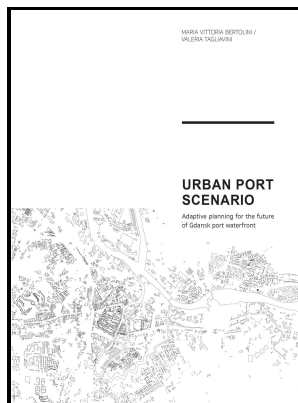 MARIA VITTORIA BERTOLINI /
VALERIA TAGLIAVINI
URBAN PORT
SCENARIO
Adaptive planning for the future
of Gdansk port waterfront